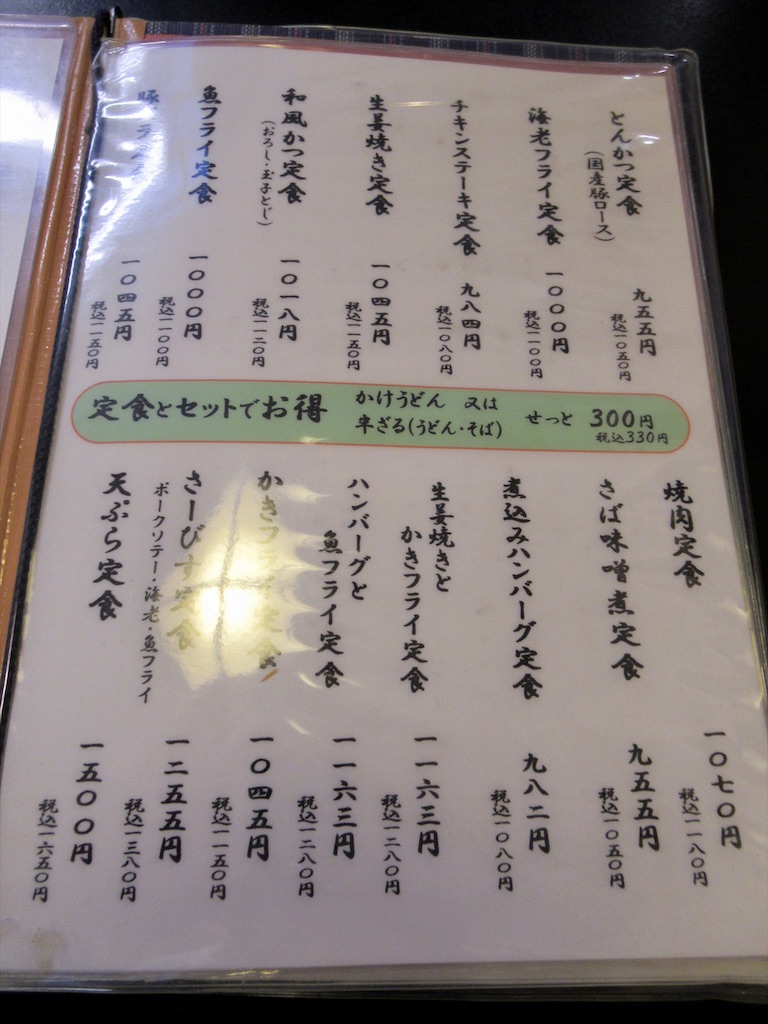 とんかつ定食
(国産豚ロース)
九五五円
税込一〇五〇円
海老フライ定食
一〇〇〇円
税込一一〇〇円
チキンステーキ定食
九八四円
税込一〇八〇円
生姜焼き定食
一〇四五円
税込一一五〇円
和風かつ定食
(おろし・玉子とじ)
一〇一八円
税込一一二〇円
魚フライ定食
一〇〇〇円
税込一一〇〇円
豚
一〇四五円
税込一一五〇円
定食とセットでお得
かけうどん 又は
半ざる(うどん・そば)
せっと 300円
税込330円
焼肉定食
一〇七〇円
税込一一八〇円
さば味噌煮定食
九五五円
税込一〇五〇円
煮込みハンバーグ定食
九八二円
税込一〇八〇円
生姜焼きと
かきフライ定食
一一六三円
税込一二八〇円
ハンバーグと
魚フライ定食
一一六三円
税込一二八〇円
かきフライ定食
一〇四五円
税込一一五〇円
さーびす定食
ポークソテー・海老・魚フライ
一二五五円
税込一三八〇円
天ぷら定食
一五〇〇円
税込一六五〇円